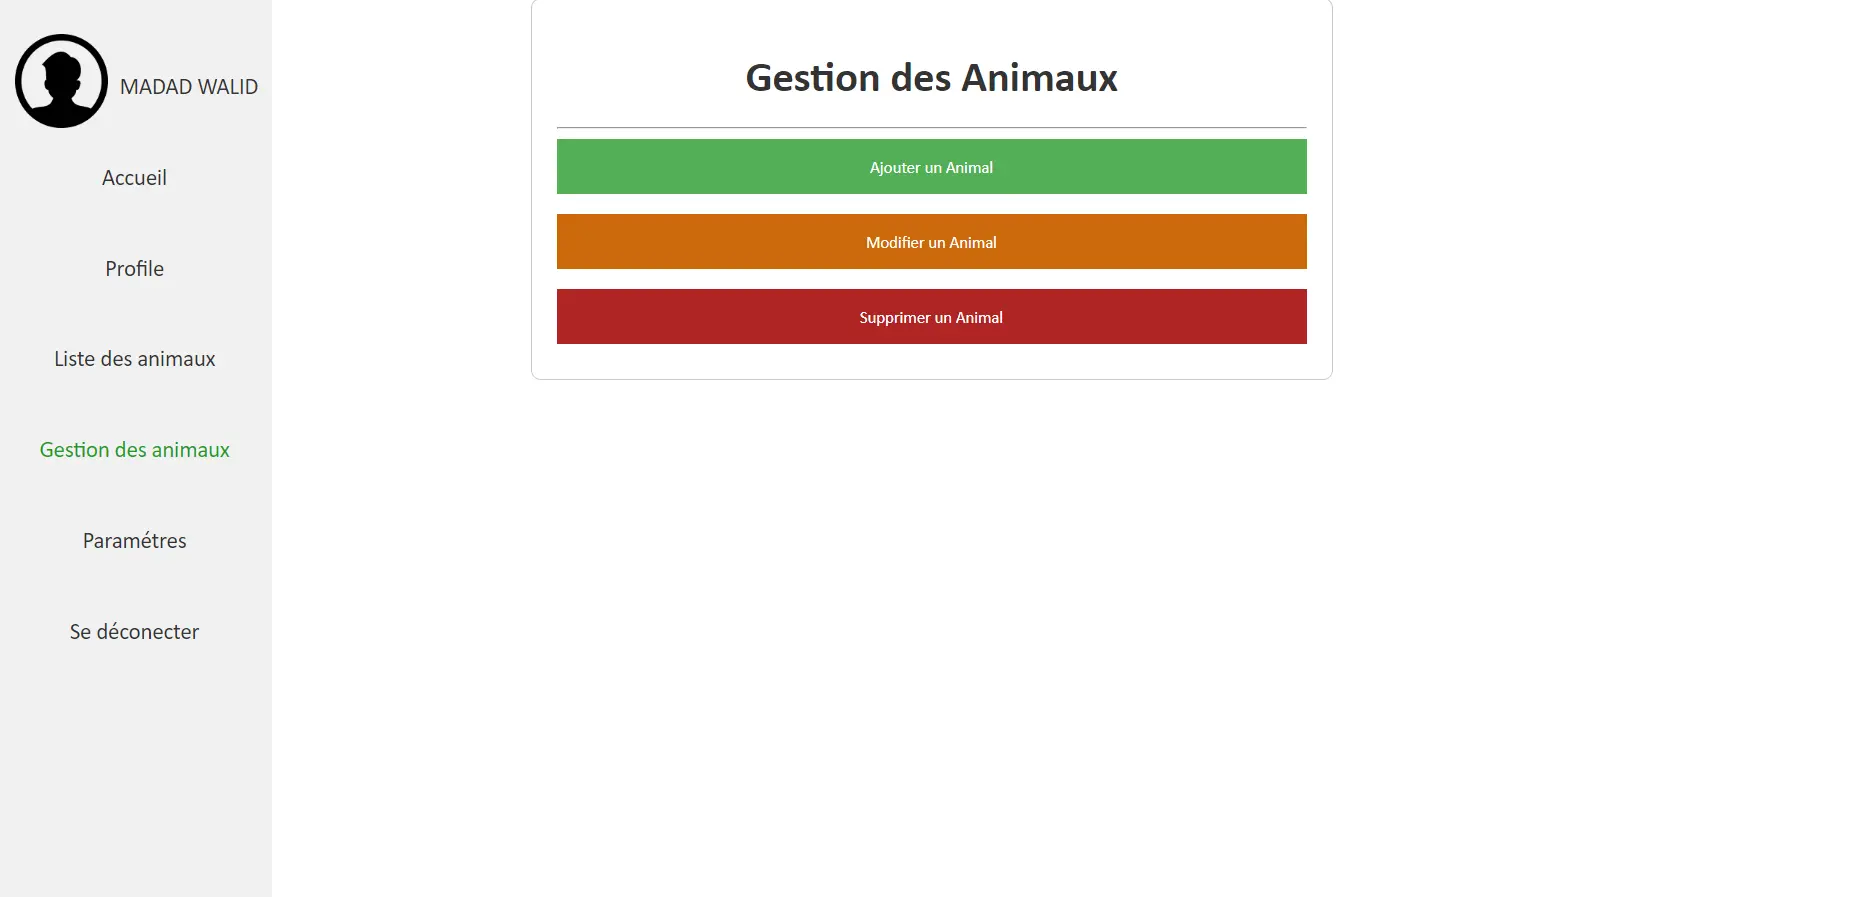 MADAD WALID
Accueil
Profile
Liste des animaux
Gestion des animaux
Paramétres
Se déconecter
Gestion des Animaux
Ajouter un Animal
Modifier un Animal
Supprimer un Animal